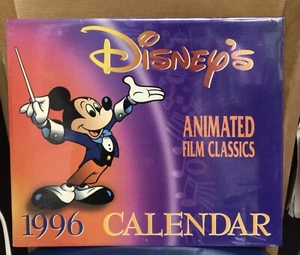 Disney's
ANIMATED
FILM CLASSICS
1996 CALENDAR